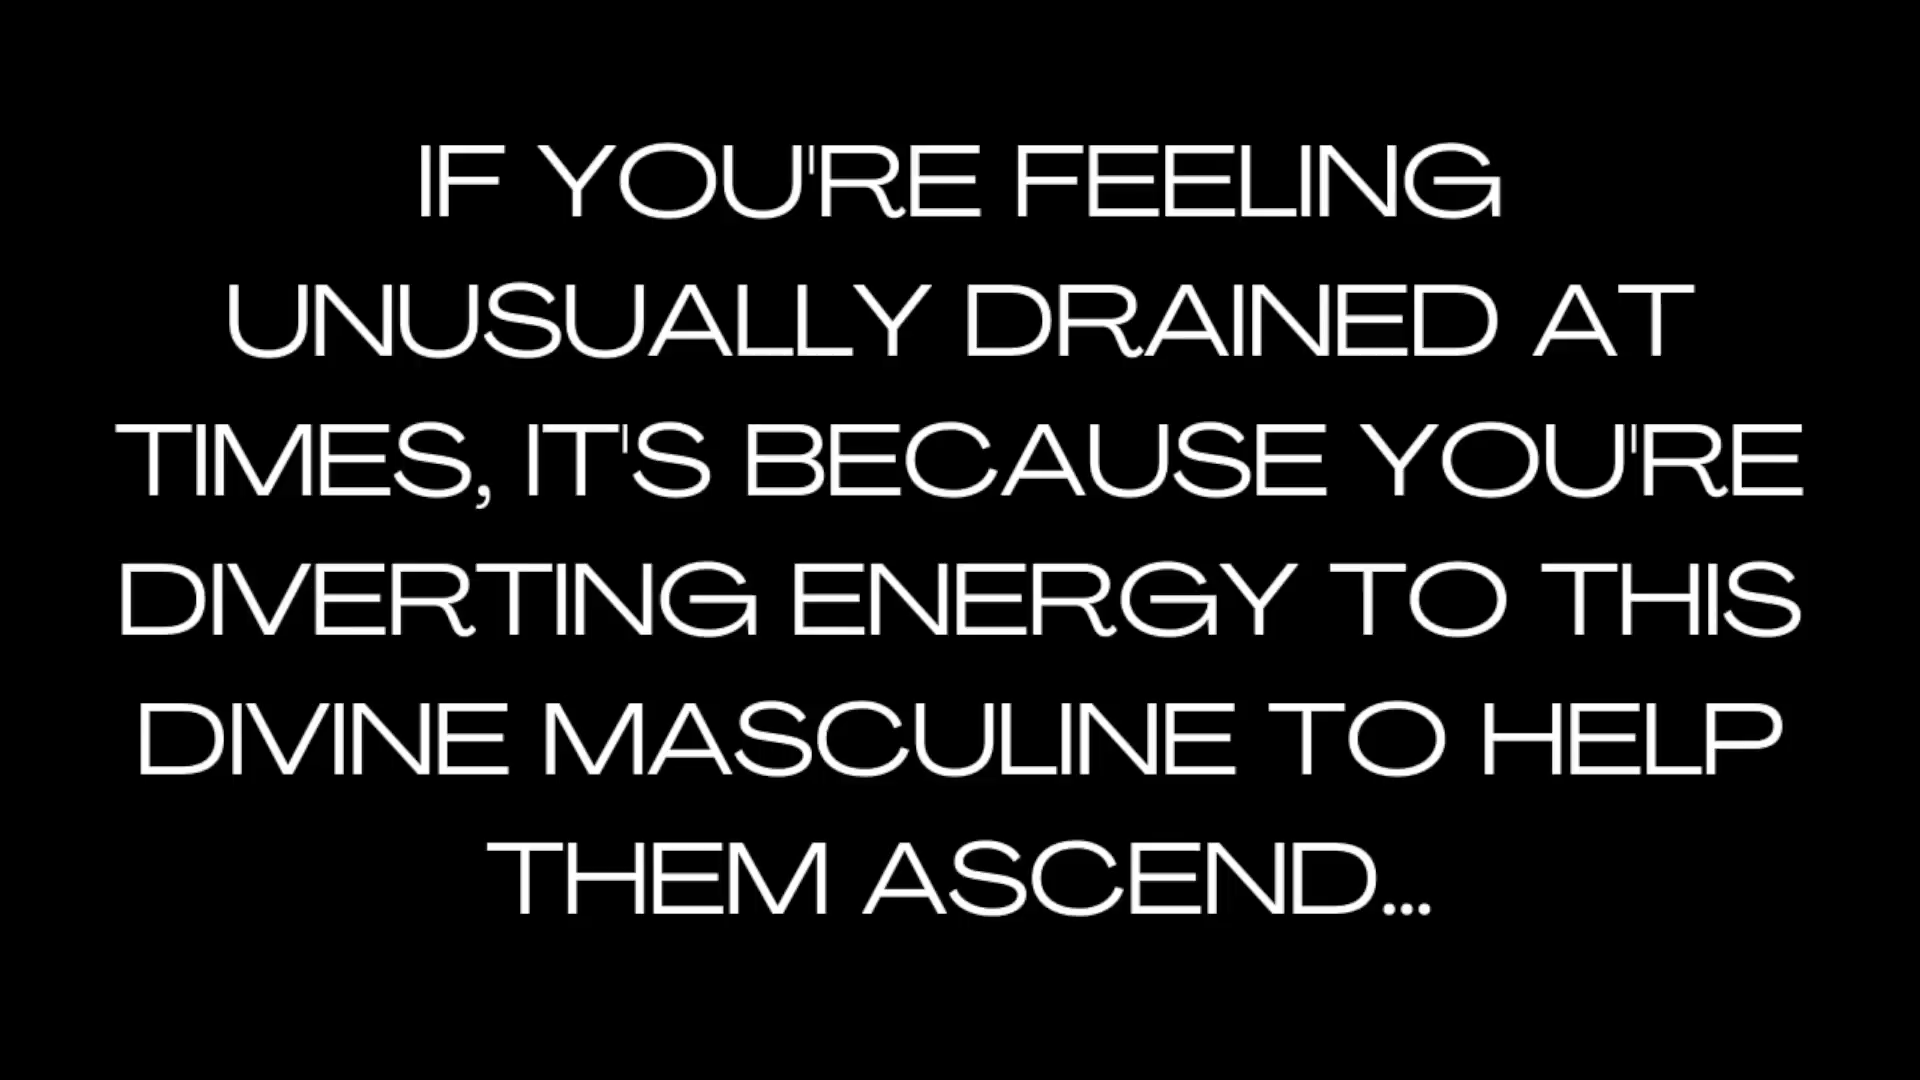 IF YOU'RE FEELING
UNUSUALLY DRAINED AT
TIMES, IT'S BECAUSE YOU'RE
DIVERTING ENERGY TO THIS
DIVINE MASCULINE TO HELP
THEM ASCEND...